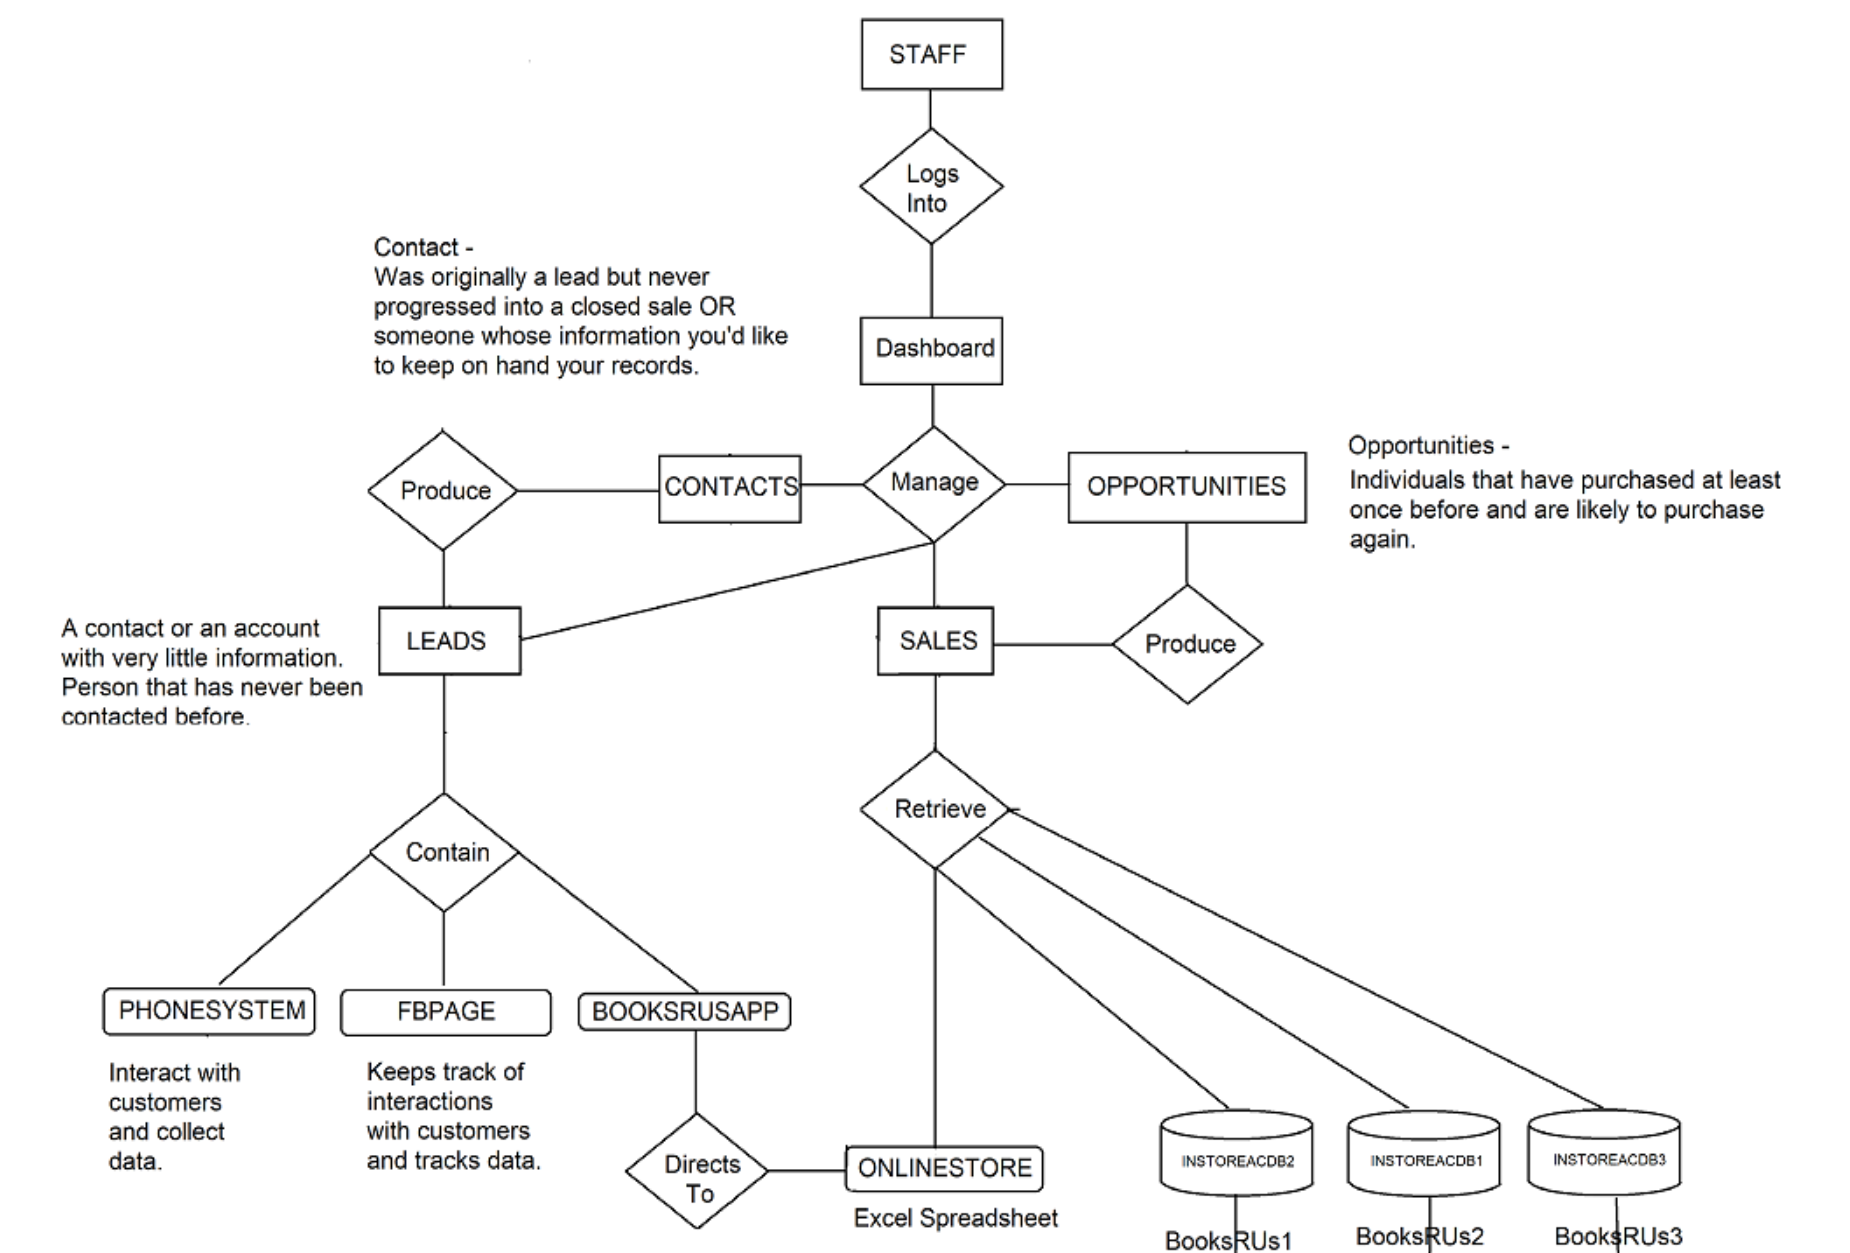 STAFF
Logs
Into
Contact -
Was originally a lead but never
progressed into a closed sale OR
someone whose information you'd like
to keep on hand your records.
Dashboard
Produce
CONTACTS
Manage
OPPORTUNITIES
Opportunities -
Individuals that have purchased at least
once before and are likely to purchase
again.
A contact or an account
with very little information.
Person that has never been
contacted before.
LEADS
SALES
Produce
Retrieve
Contain
PHONESYSTEM
FBPAGE
BOOKSRUSAPP
Interact with
customers
and collect
data.
Keeps track of
interactions
with customers
and tracks data.
Directs
To
ONLINESTORE
Excel Spreadsheet
INSTOREACDB2
INSTOREACDB1
INSTOREACDB3
BooksRUs1
BooksRUs2
BooksRUs3